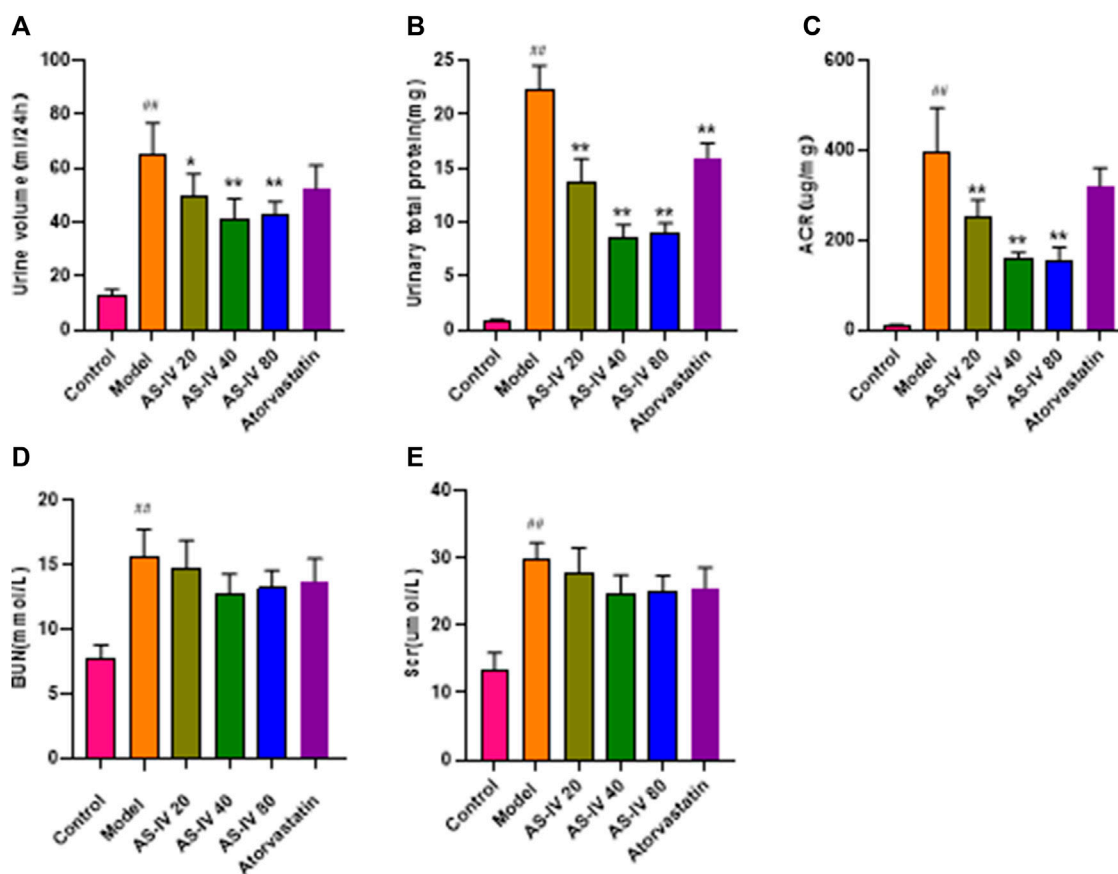 A
Urine volume (ml/24h)
100
80
60
40
20
0
##
*
**
**
Control
Model
AS-IV 20
AS-IV 40
AS-IV 80
Atorvastatin
B
Urinary total protein(mg)
25
20
15
10
5
0
##
**
**
**
**
Control
Model
AS-IV 20
AS-IV 40
AS-IV 80
Atorvastatin
C
ACR(ug/mg)
600
400
200
0
##
**
**
**
Control
Model
AS-IV 20
AS-IV 40
AS-IV 80
Atorvastatin
D
BUN(mmol/L)
20
15
10
5
0
##
Control
Model
AS-IV 20
AS-IV 40
AS-IV 80
Atorvastatin
E
Scr(umol/L)
40
30
20
10
0
##
Control
Model
AS-IV 20
AS-IV 40
AS-IV 80
Atorvastatin